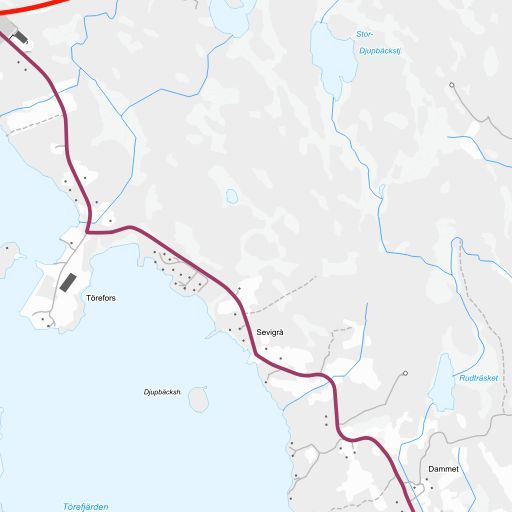 Stor-
Djupbäckstj.
Törefors
Sevigrå
Rudträsket
Djupbäcksh.
Dammet
Törefjärden